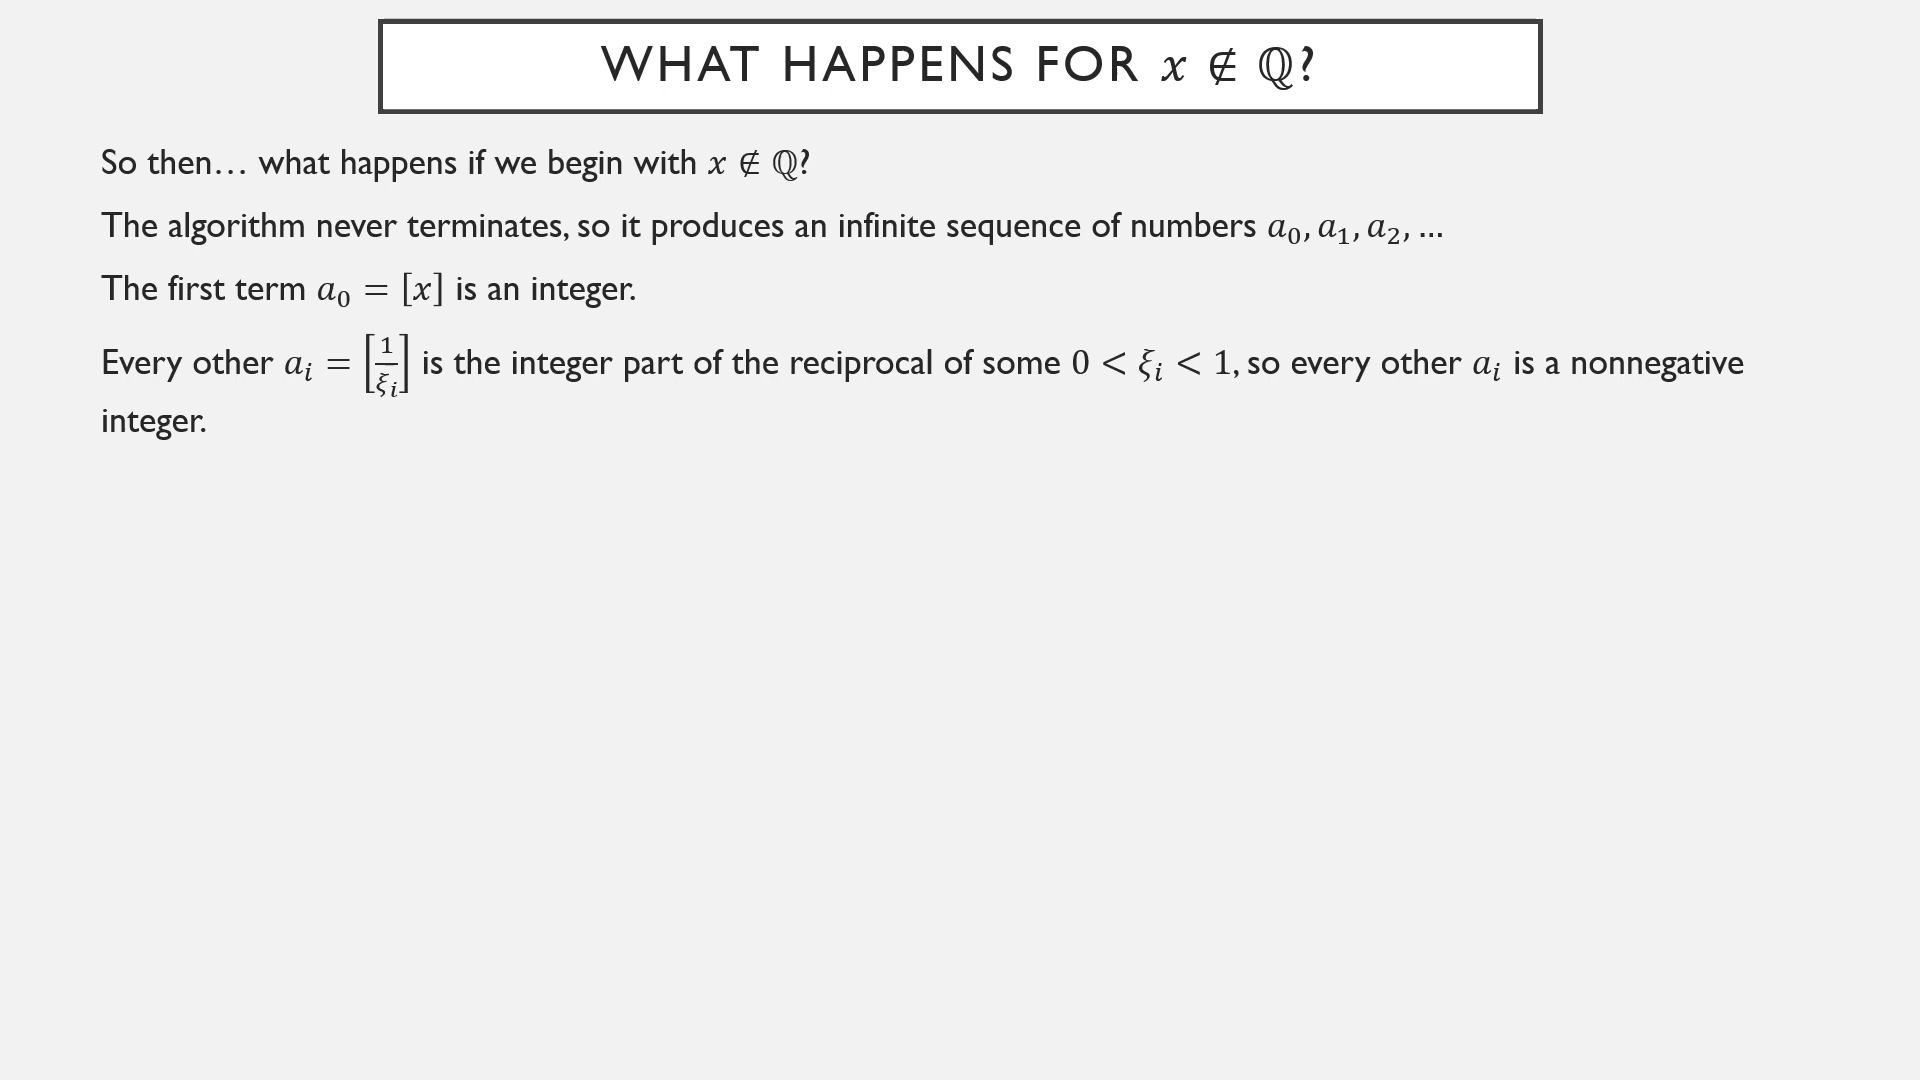 WHAT HAPPENS FOR 𝑥 ∉ ℚ?
So then… what happens if we begin with 𝑥 ∉ ℚ?
The algorithm never terminates, so it produces an infinite sequence of numbers 𝑎₀, 𝑎₁, 𝑎₂, …
The first term 𝑎₀ = [𝑥] is an integer.
Every other 𝑎ᵢ = [1/ξᵢ] is the integer part of the reciprocal of some 0 < ξᵢ < 1, so every other 𝑎ᵢ is a nonnegative
integer.